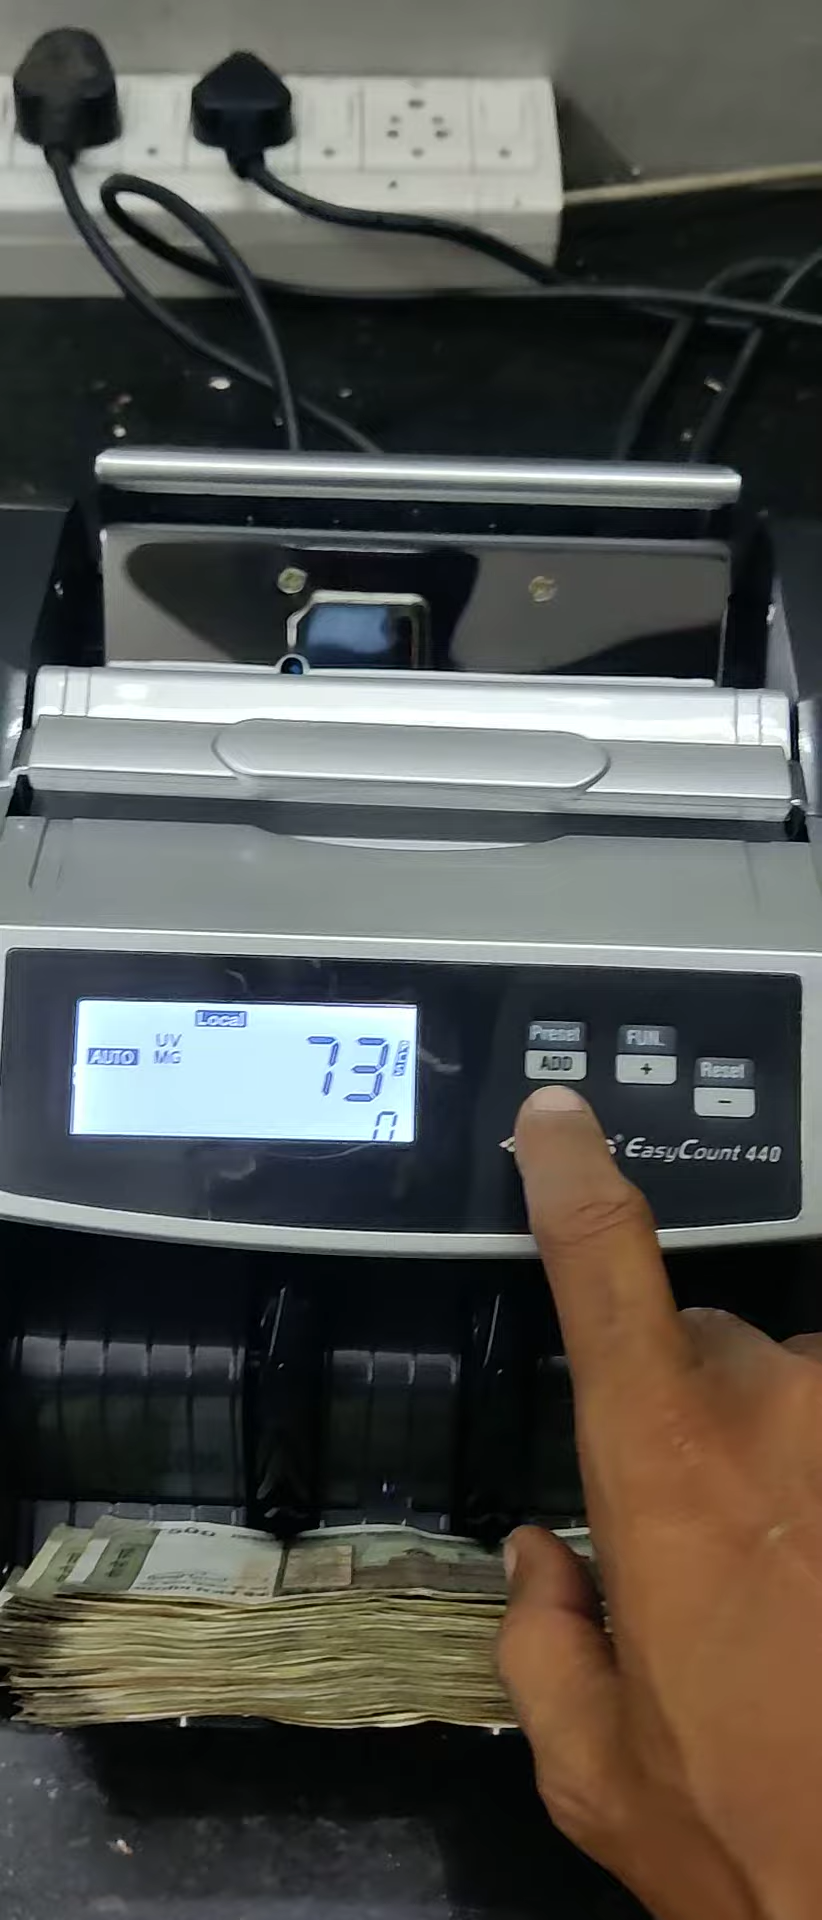 Local
UV
AUTO MG
73
0
Preset
ADD
FUN.
+
Reset
−
EasyCount 440
500